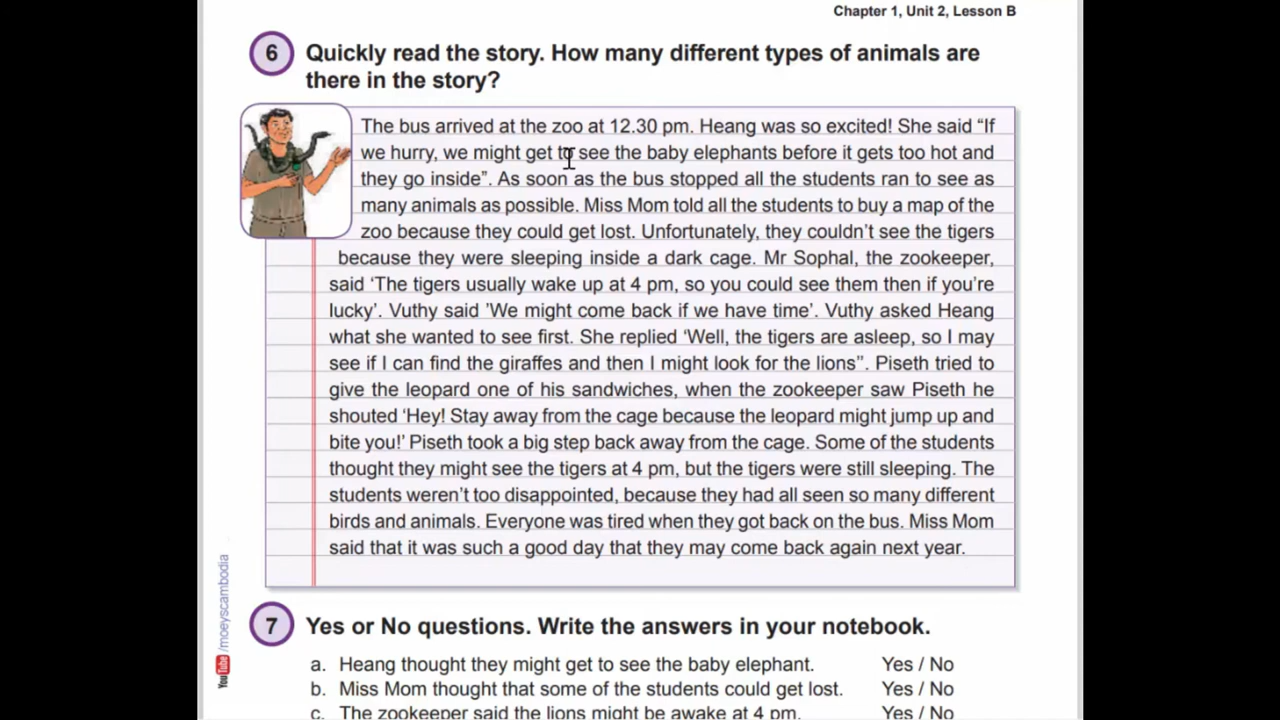 Chapter 1, Unit 2, Lesson B
6 Quickly read the story. How many different types of animals are
there in the story?
The bus arrived at the zoo at 12.30 pm. Heang was so excited! She said “If
we hurry, we might get to see the baby elephants before it gets too hot and
they go inside”. As soon as the bus stopped all the students ran to see as
many animals as possible. Miss Mom told all the students to buy a map of the
zoo because they could get lost. Unfortunately, they couldn’t see the tigers
because they were sleeping inside a dark cage. Mr Sophal, the zookeeper,
said ‘The tigers usually wake up at 4 pm, so you could see them then if you’re
lucky’. Vuthy said ’We might come back if we have time’. Vuthy asked Heang
what she wanted to see first. She replied ‘Well, the tigers are asleep, so I may
see if I can find the giraffes and then I might look for the lions”. Piseth tried to
give the leopard one of his sandwiches, when the zookeeper saw Piseth he
shouted ‘Hey! Stay away from the cage because the leopard might jump up and
bite you!’ Piseth took a big step back away from the cage. Some of the students
thought they might see the tigers at 4 pm, but the tigers were still sleeping. The
students weren’t too disappointed, because they had all seen so many different
birds and animals. Everyone was tired when they got back on the bus. Miss Mom
said that it was such a good day that they may come back again next year.
7 Yes or No questions. Write the answers in your notebook.
a. Heang thought they might get to see the baby elephant. Yes / No
b. Miss Mom thought that some of the students could get lost. Yes / No
c. The zookeeper said the lions might be awake at 4 pm. Yes / No
YouTube /moeyscambodia